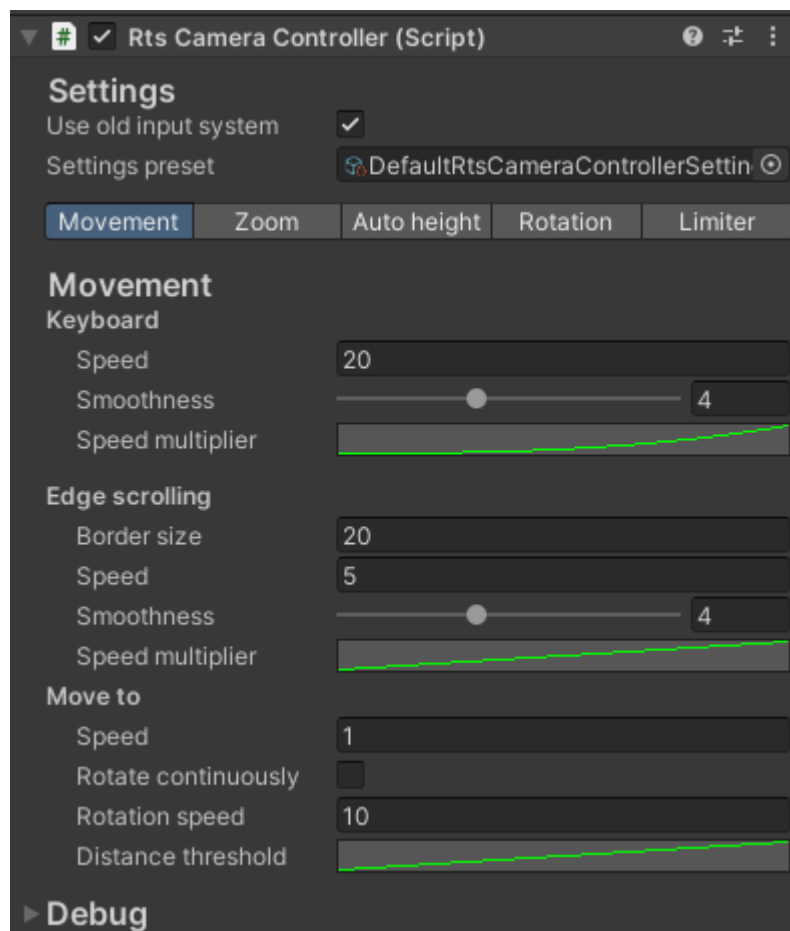 Rts Camera Controller (Script)
Settings
Use old input system
Settings preset DefaultRtsCameraControllerSettin
Movement Zoom Auto height Rotation Limiter
Movement
Keyboard
Speed 20
Smoothness 4
Speed multiplier
Edge scrolling
Border size 20
Speed 5
Smoothness 4
Speed multiplier
Move to
Speed 1
Rotate continuously
Rotation speed 10
Distance threshold
Debug